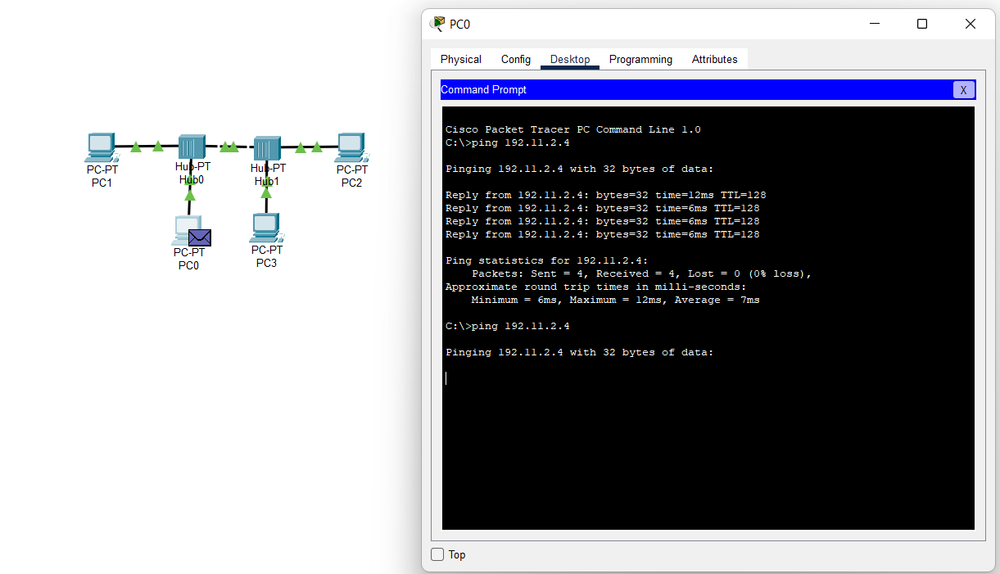 PC0
Physical Config Desktop Programming Attributes
Command Prompt X
Cisco Packet Tracer PC Command Line 1.0
C:\>ping 192.11.2.4
Pinging 192.11.2.4 with 32 bytes of data:
Reply from 192.11.2.4: bytes=32 time=12ms TTL=128
Reply from 192.11.2.4: bytes=32 time=6ms TTL=128
Reply from 192.11.2.4: bytes=32 time=6ms TTL=128
Reply from 192.11.2.4: bytes=32 time=6ms TTL=128
Ping statistics for 192.11.2.4:
Packets: Sent = 4, Received = 4, Lost = 0 (0% loss),
Approximate round trip times in milli-seconds:
Minimum = 6ms, Maximum = 12ms, Average = 7ms
C:\>ping 192.11.2.4
Pinging 192.11.2.4 with 32 bytes of data:
Top
PC-PT
PC1
Hub-PT
Hub0
Hub-PT
Hub1
PC-PT
PC2
PC-PT
PC0
PC-PT
PC3